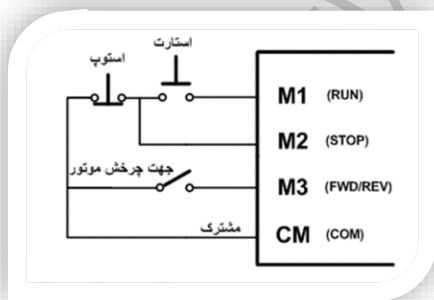 استارت
استوپ
M1 (RUN)
M2 (STOP)
جهت چرخش موتور
M3 (FWD/REV)
مشترک
CM (COM)